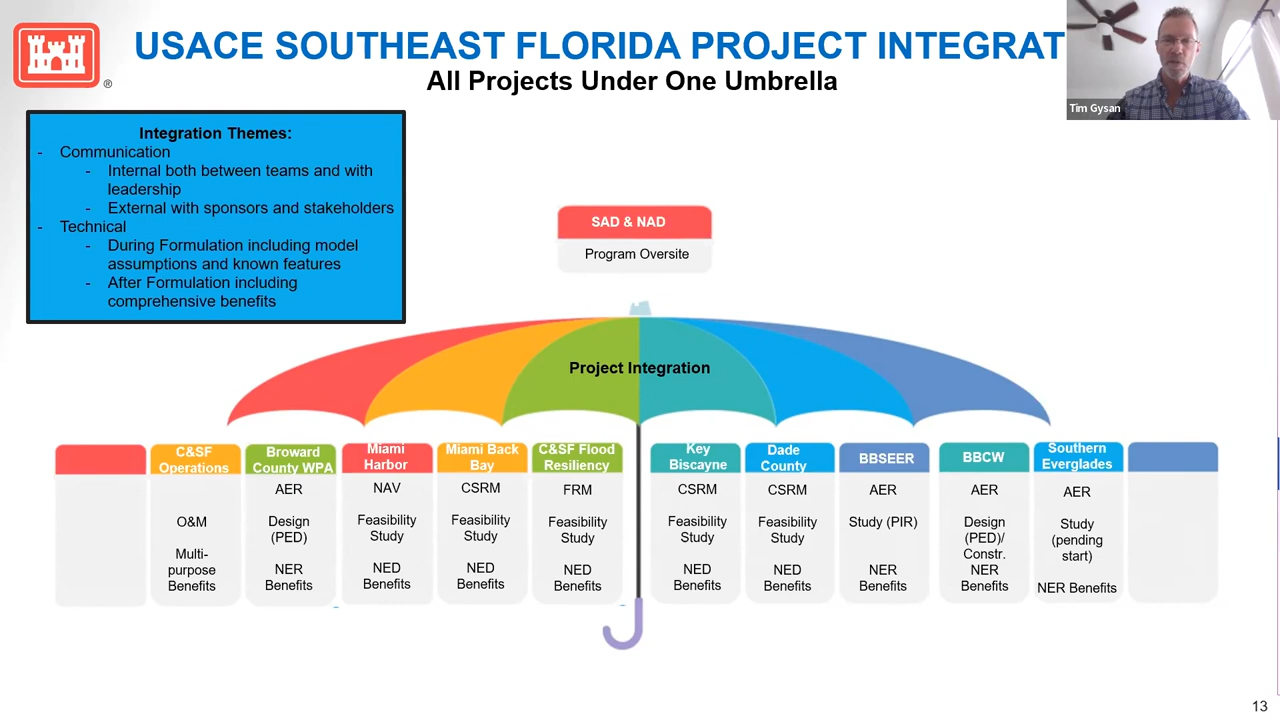 USACE SOUTHEAST FLORIDA PROJECT INTEGRAT
All Projects Under One Umbrella
®
Tim Gysan
Integration Themes:
- Communication
- Internal both between teams and with
leadership
- External with sponsors and stakeholders
- Technical
- During Formulation including model
assumptions and known features
- After Formulation including
comprehensive benefits
SAD & NAD
Program Oversite
Project Integration
C&SF
Operations
O&M
Multi-
purpose
Benefits
Broward
County WPA
AER
Design
(PED)
NER
Benefits
Miami
Harbor
NAV
Feasibility
Study
NED
Benefits
Miami Back
Bay
CSRM
Feasibility
Study
NED
Benefits
C&SF Flood
Resiliency
FRM
Feasibility
Study
NED
Benefits
Key
Biscayne
CSRM
Feasibility
Study
NED
Benefits
Dade
County
CSRM
Feasibility
Study
NED
Benefits
BBSEER
AER
Study (PIR)
NER
Benefits
BBCW
AER
Design
(PED)/
Constr.
NER
Benefits
Southern
Everglades
AER
Study
(pending
start)
NER Benefits
13